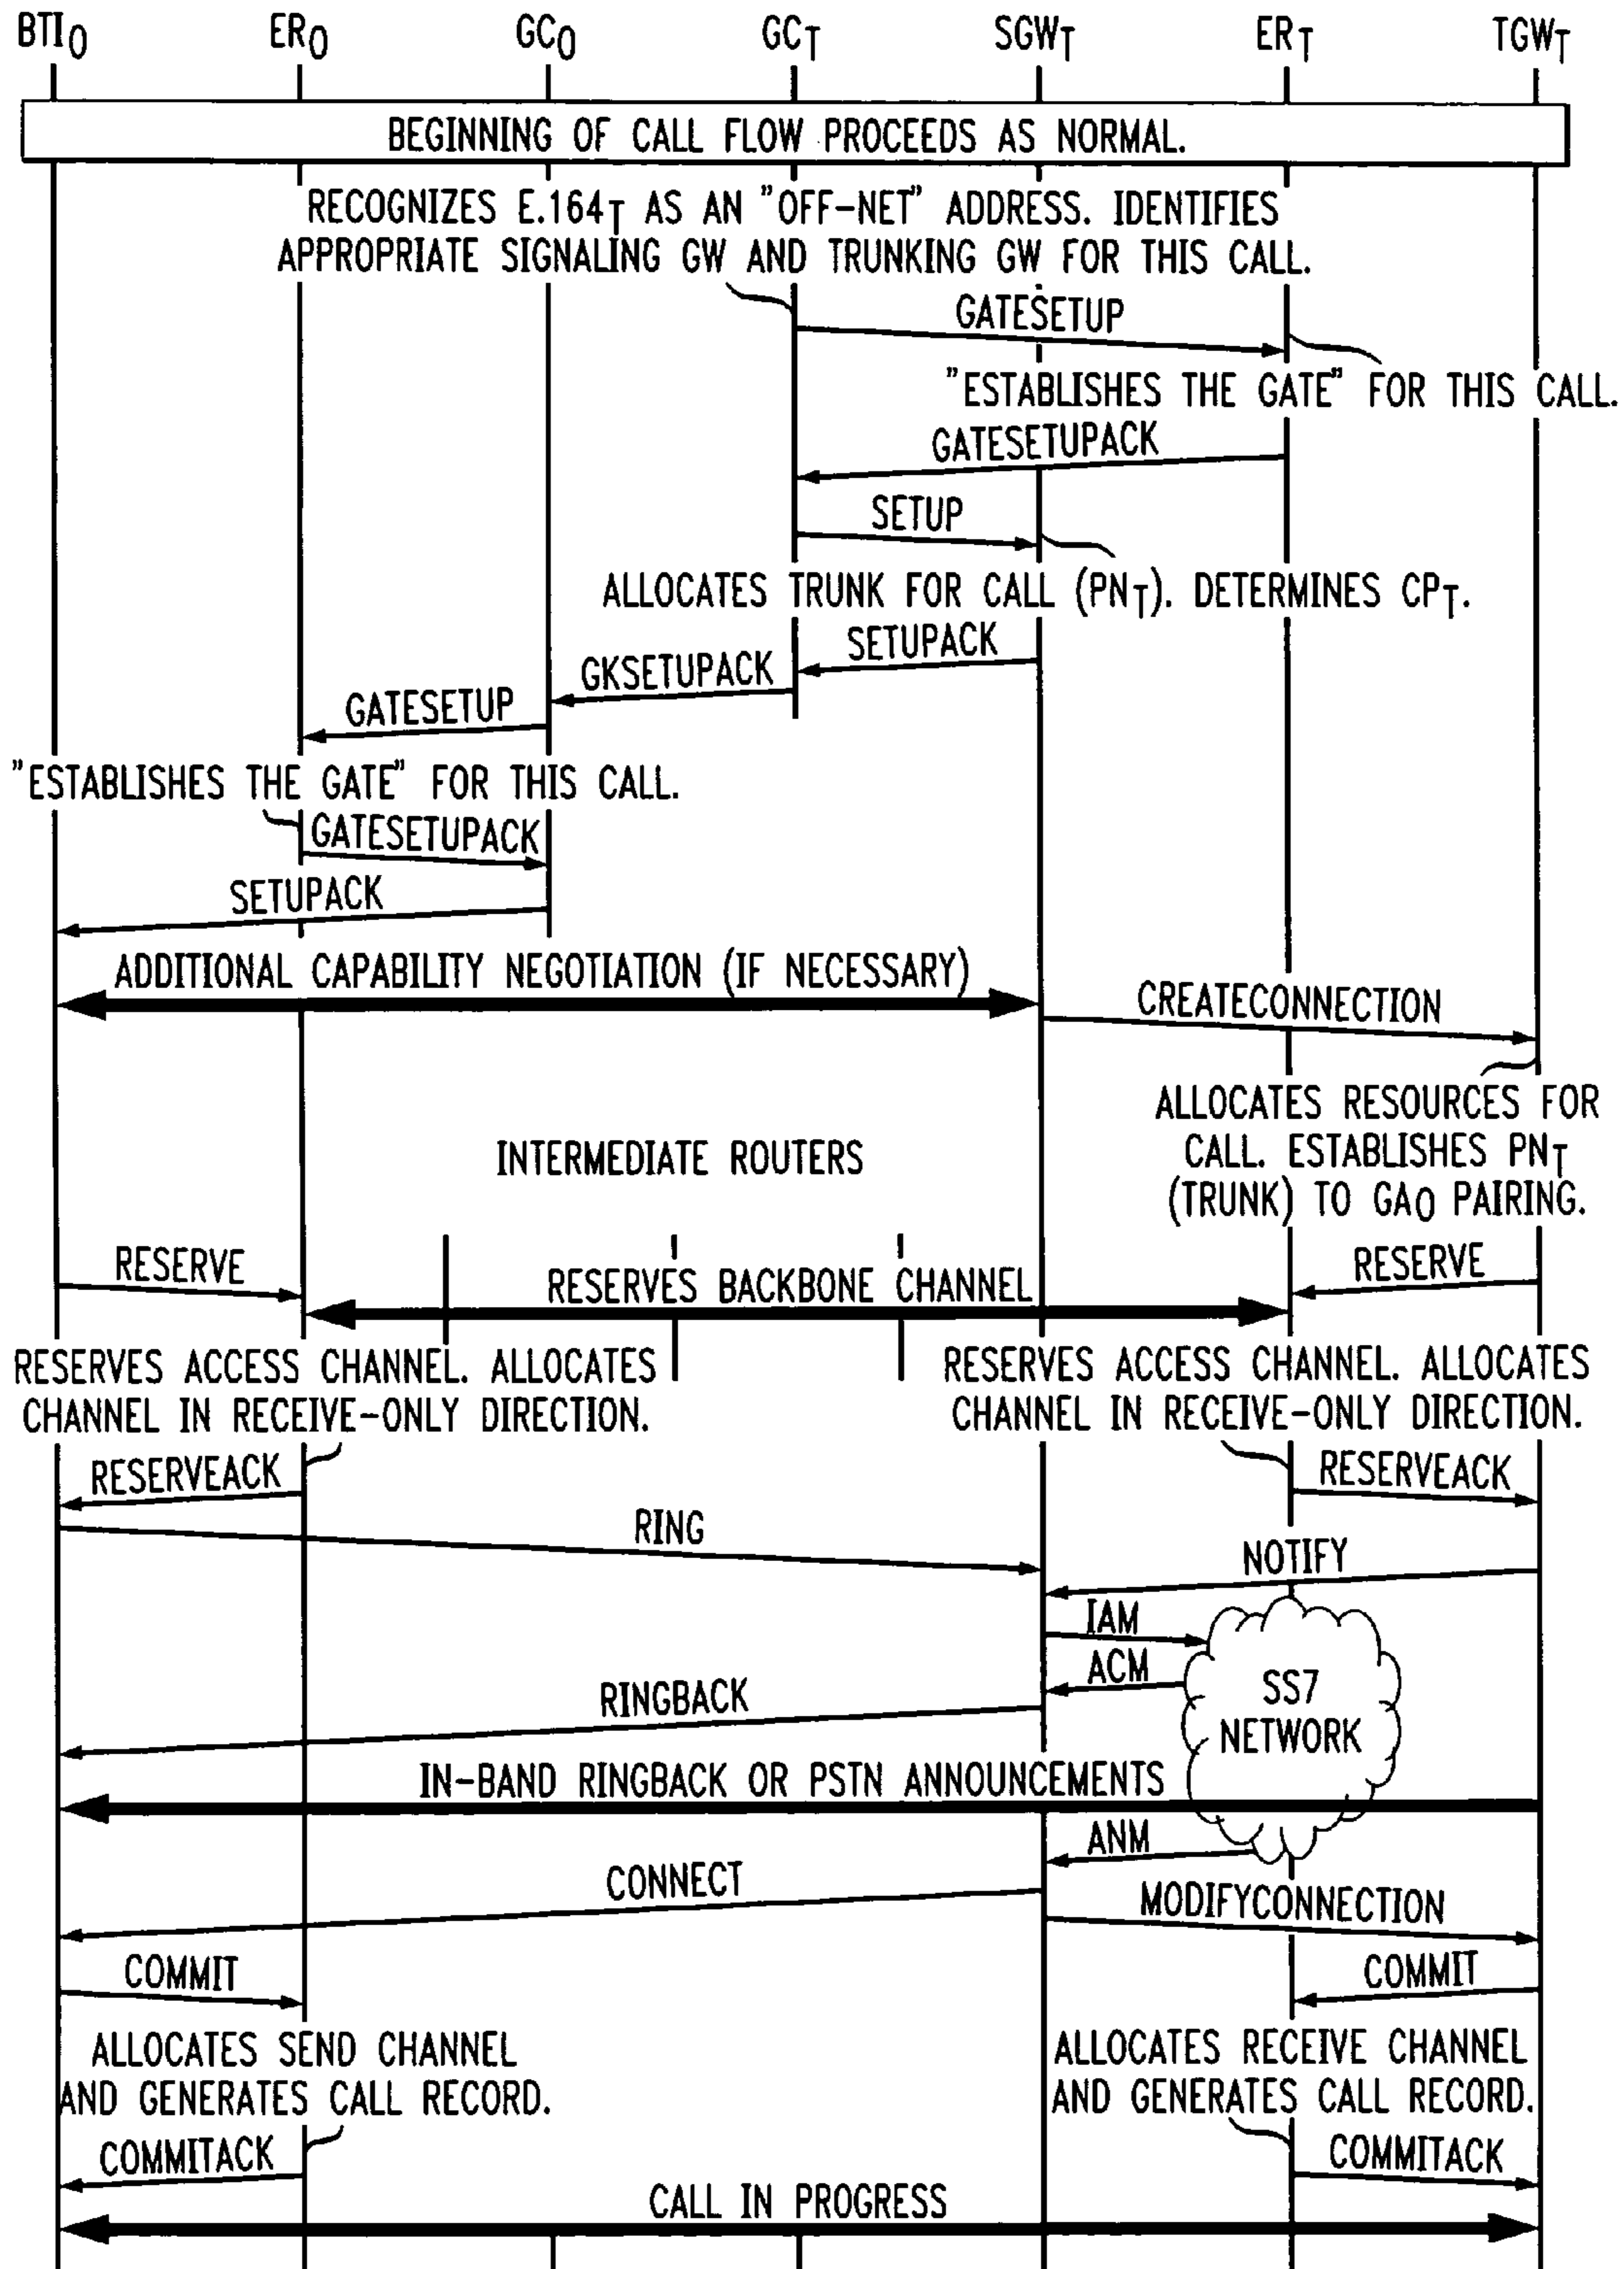 BTI₀ ER₀ GC₀ GCT SGWT ERT TGWT
BEGINNING OF CALL FLOW PROCEEDS AS NORMAL.
RECOGNIZES E.164T AS AN "OFF-NET" ADDRESS. IDENTIFIES
APPROPRIATE SIGNALING GW AND TRUNKING GW FOR THIS CALL.
GATESETUP
"ESTABLISHES THE GATE" FOR THIS CALL.
GATESETUPACK
SETUP
ALLOCATES TRUNK FOR CALL (PNT). DETERMINES CPT.
SETUPACK
GKSETUPACK
GATESETUP
"ESTABLISHES THE GATE" FOR THIS CALL.
GATESETUPACK
SETUPACK
ADDITIONAL CAPABILITY NEGOTIATION (IF NECESSARY)
CREATECONNECTION
ALLOCATES RESOURCES FOR
CALL. ESTABLISHES PNT
(TRUNK) TO GA₀ PAIRING.
INTERMEDIATE ROUTERS
RESERVE
RESERVES BACKBONE CHANNEL
RESERVE
RESERVES ACCESS CHANNEL. ALLOCATES
CHANNEL IN RECEIVE-ONLY DIRECTION.
RESERVES ACCESS CHANNEL. ALLOCATES
CHANNEL IN RECEIVE-ONLY DIRECTION.
RESERVEACK
RESERVEACK
RING
NOTIFY
IAM
ACM
SS7
NETWORK
RINGBACK
IN-BAND RINGBACK OR PSTN ANNOUNCEMENTS
ANM
CONNECT
MODIFYCONNECTION
COMMIT
COMMIT
ALLOCATES SEND CHANNEL
AND GENERATES CALL RECORD.
ALLOCATES RECEIVE CHANNEL
AND GENERATES CALL RECORD.
COMMITACK
COMMITACK
CALL IN PROGRESS